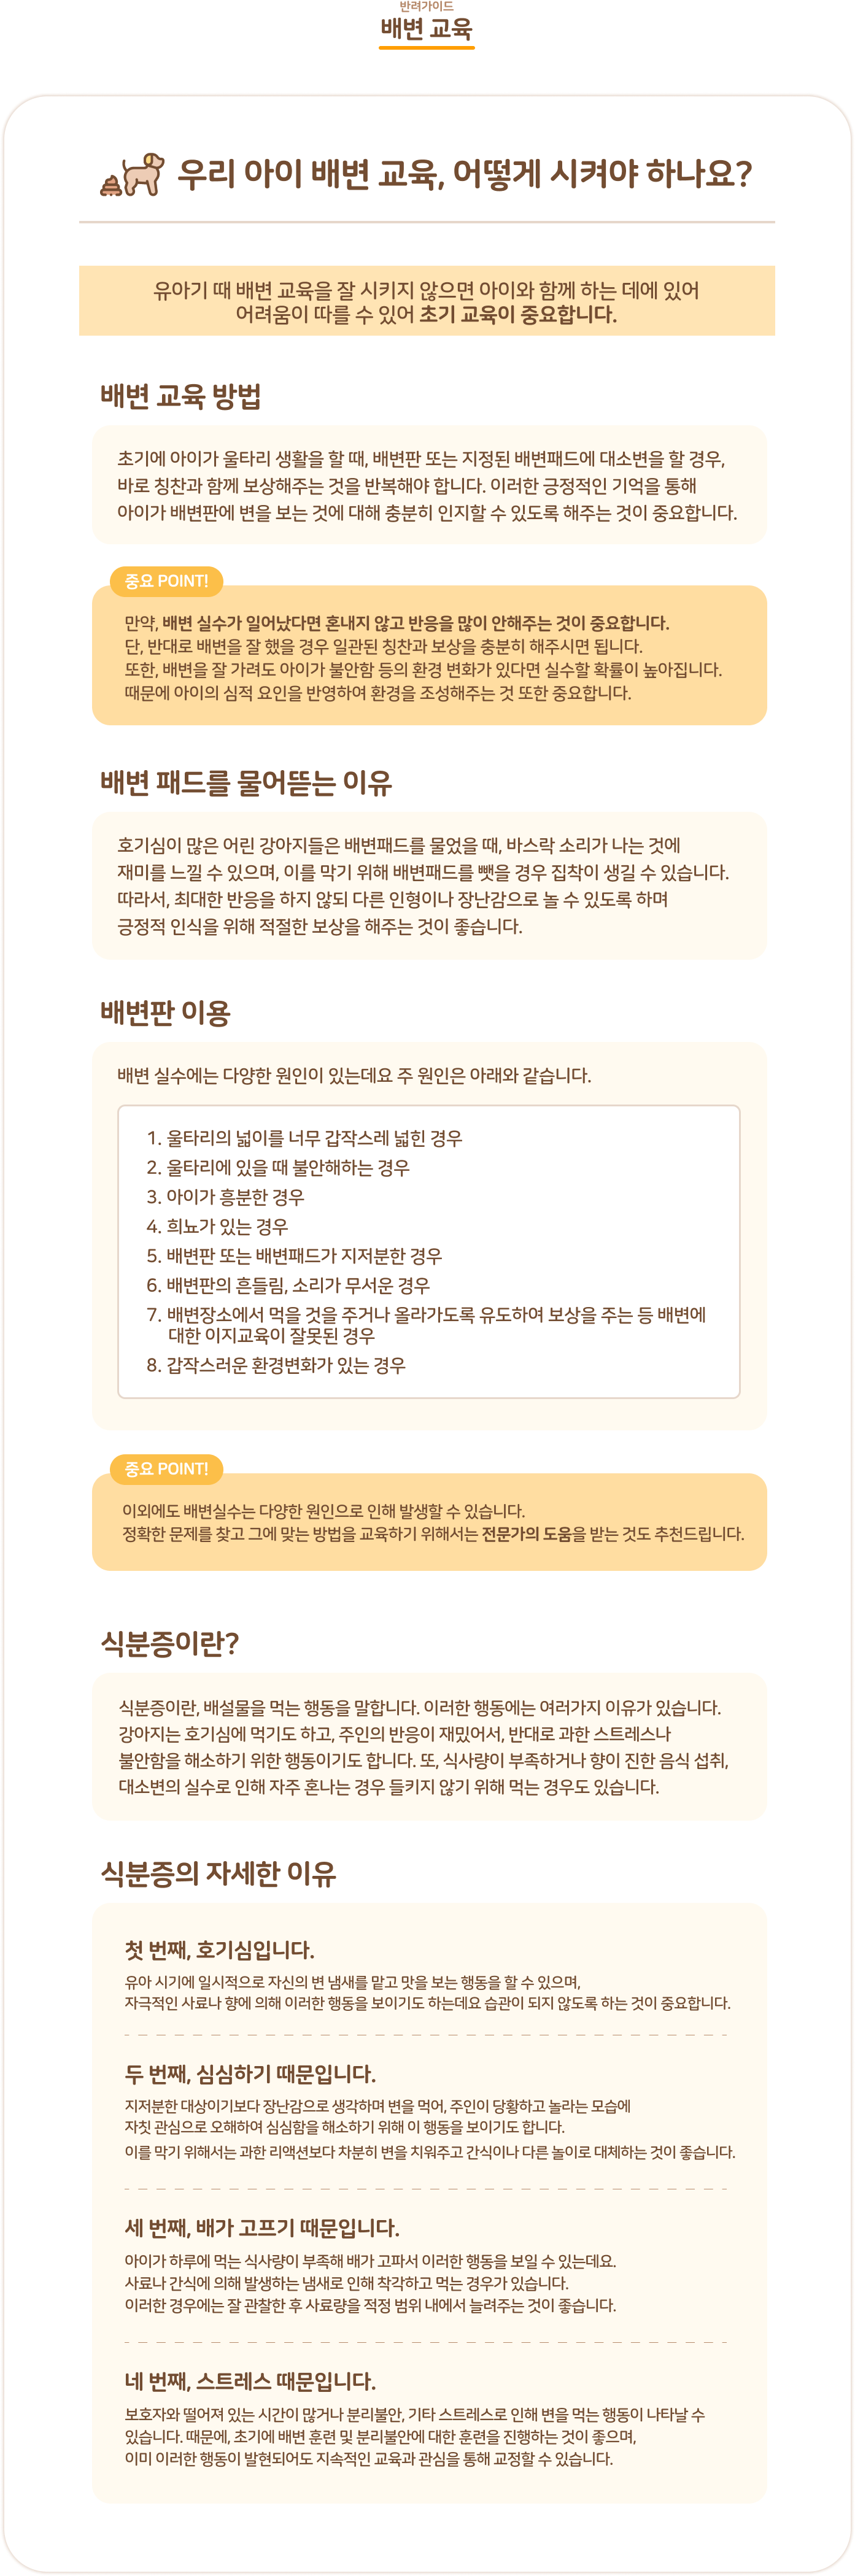 반려가이드
배변 교육
우리 아이 배변 교육, 어떻게 시켜야 하나요?
유아기 때 배변 교육을 잘 시키지 않으면 아이와 함께 하는 데에 있어
어려움이 따를 수 있어 초기 교육이 중요합니다.
배변 교육 방법
초기에 아이가 울타리 생활을 할 때, 배변판 또는 지정된 배변패드에 대소변을 할 경우,
바로 칭찬과 함께 보상해주는 것을 반복해야 합니다. 이러한 긍정적인 기억을 통해
아이가 배변판에 변을 보는 것에 대해 충분히 인지할 수 있도록 해주는 것이 중요합니다.
중요 POINT!
만약, 배변 실수가 일어났다면 혼내지 않고 반응을 많이 안해주는 것이 중요합니다.
단, 반대로 배변을 잘 했을 경우 일관된 칭찬과 보상을 충분히 해주시면 됩니다.
또한, 배변을 잘 가려도 아이가 불안함 등의 환경 변화가 있다면 실수할 확률이 높아집니다.
때문에 아이의 심적 요인을 반영하여 환경을 조성해주는 것 또한 중요합니다.
배변 패드를 물어뜯는 이유
호기심이 많은 어린 강아지들은 배변패드를 물었을 때, 바스락 소리가 나는 것에
재미를 느낄 수 있으며, 이를 막기 위해 배변패드를 뺏을 경우 집착이 생길 수 있습니다.
따라서, 최대한 반응을 하지 않되 다른 인형이나 장난감으로 놀 수 있도록 하며
긍정적 인식을 위해 적절한 보상을 해주는 것이 좋습니다.
배변판 이용
배변 실수에는 다양한 원인이 있는데요 주 원인은 아래와 같습니다.
1. 울타리의 넓이를 너무 갑작스레 넓힌 경우
2. 울타리에 있을 때 불안해하는 경우
3. 아이가 흥분한 경우
4. 희뇨가 있는 경우
5. 배변판 또는 배변패드가 지저분한 경우
6. 배변판의 흔들림, 소리가 무서운 경우
7. 배변장소에서 먹을 것을 주거나 올라가도록 유도하여 보상을 주는 등 배변에
대한 이지교육이 잘못된 경우
8. 갑작스러운 환경변화가 있는 경우
중요 POINT!
이외에도 배변실수는 다양한 원인으로 인해 발생할 수 있습니다.
정확한 문제를 찾고 그에 맞는 방법을 교육하기 위해서는 전문가의 도움을 받는 것도 추천드립니다.
식분증이란?
식분증이란, 배설물을 먹는 행동을 말합니다. 이러한 행동에는 여러가지 이유가 있습니다.
강아지는 호기심에 먹기도 하고, 주인의 반응이 재밌어서, 반대로 과한 스트레스나
불안함을 해소하기 위한 행동이기도 합니다. 또, 식사량이 부족하거나 향이 진한 음식 섭취,
대소변의 실수로 인해 자주 혼나는 경우 들키지 않기 위해 먹는 경우도 있습니다.
식분증의 자세한 이유
첫 번째, 호기심입니다.
유아 시기에 일시적으로 자신의 변 냄새를 맡고 맛을 보는 행동을 할 수 있으며,
자극적인 사료나 향에 의해 이러한 행동을 보이기도 하는데요 습관이 되지 않도록 하는 것이 중요합니다.
두 번째, 심심하기 때문입니다.
지저분한 대상이기보다 장난감으로 생각하며 변을 먹어, 주인이 당황하고 놀라는 모습에
자칫 관심으로 오해하여 심심함을 해소하기 위해 이 행동을 보이기도 합니다.
이를 막기 위해서는 과한 리액션보다 차분히 변을 치워주고 간식이나 다른 놀이로 대체하는 것이 좋습니다.
세 번째, 배가 고프기 때문입니다.
아이가 하루에 먹는 식사량이 부족해 배가 고파서 이러한 행동을 보일 수 있는데요.
사료나 간식에 의해 발생하는 냄새로 인해 착각하고 먹는 경우가 있습니다.
이러한 경우에는 잘 관찰한 후 사료량을 적정 범위 내에서 늘려주는 것이 좋습니다.
네 번째, 스트레스 때문입니다.
보호자와 떨어져 있는 시간이 많거나 분리불안, 기타 스트레스로 인해 변을 먹는 행동이 나타날 수
있습니다. 때문에, 초기에 배변 훈련 및 분리불안에 대한 훈련을 진행하는 것이 좋으며,
이미 이러한 행동이 발현되어도 지속적인 교육과 관심을 통해 교정할 수 있습니다.